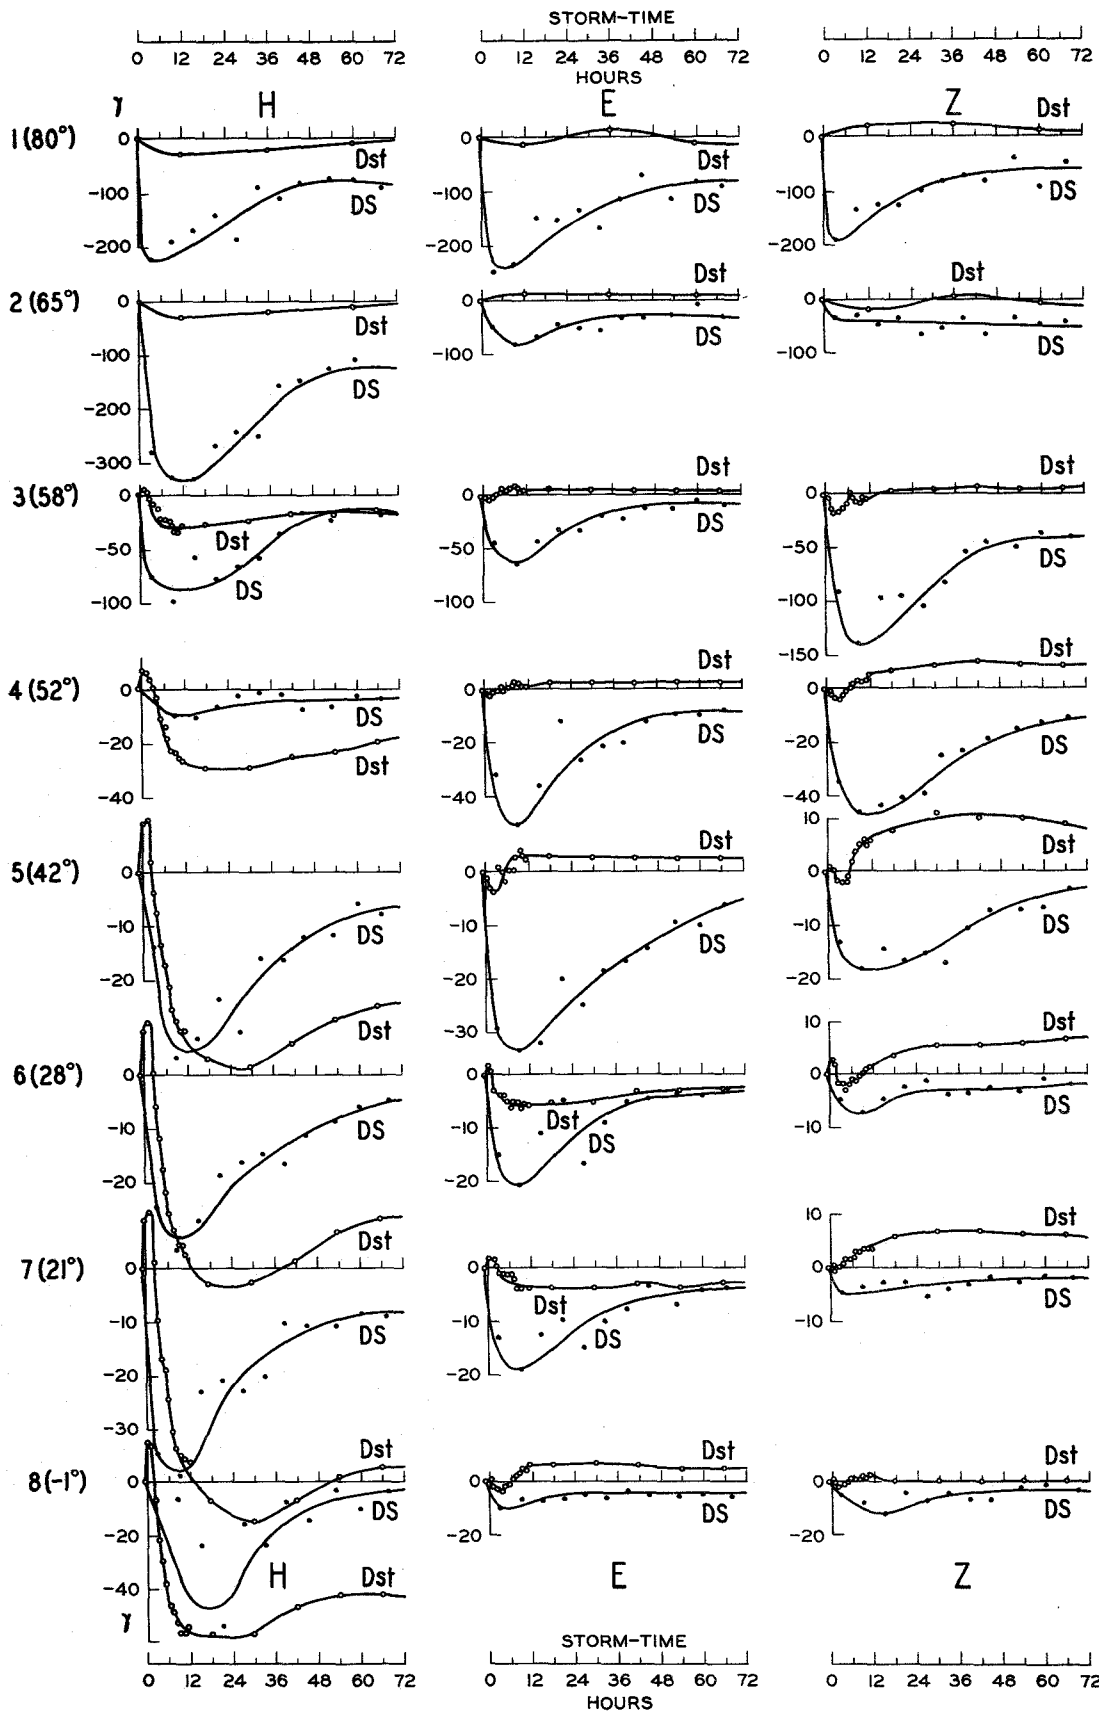 STORM-TIME
0 12 24 36 48 60 72 0 12 24 36 48 60 72 0 12 24 36 48 60 72
HOURS
γ H E Z
1 (80°) 0 -100 -200 Dst DS 0 -100 -200 Dst DS 0 -100 -200 Dst DS
2 (65°) 0 -100 -200 -300 Dst DS 0 -100 Dst DS 0 -100 Dst DS
3 (58°) 0 -50 -100 Dst DS 0 -50 -100 Dst DS 0 -50 -100 -150 Dst DS
4 (52°) 0 -20 -40 DS Dst 0 -20 -40 Dst DS 0 -20 -40 Dst DS
5 (42°) 0 -10 -20 DS Dst 0 -10 -20 -30 Dst DS 10 0 -10 -20 Dst DS
6 (28°) 0 -10 -20 DS Dst 0 -10 -20 Dst DS 10 0 -10 -20 Dst DS
7 (21°) 0 -10 -20 -30 DS Dst 0 -10 -20 Dst DS 10 0 -10 Dst DS
8 (-1°) 0 -20 -40 DS Dst 0 -20 Dst DS 0 -20 Dst DS
γ H E Z
STORM-TIME
0 12 24 36 48 60 72 0 12 24 36 48 60 72 0 12 24 36 48 60 72
HOURS